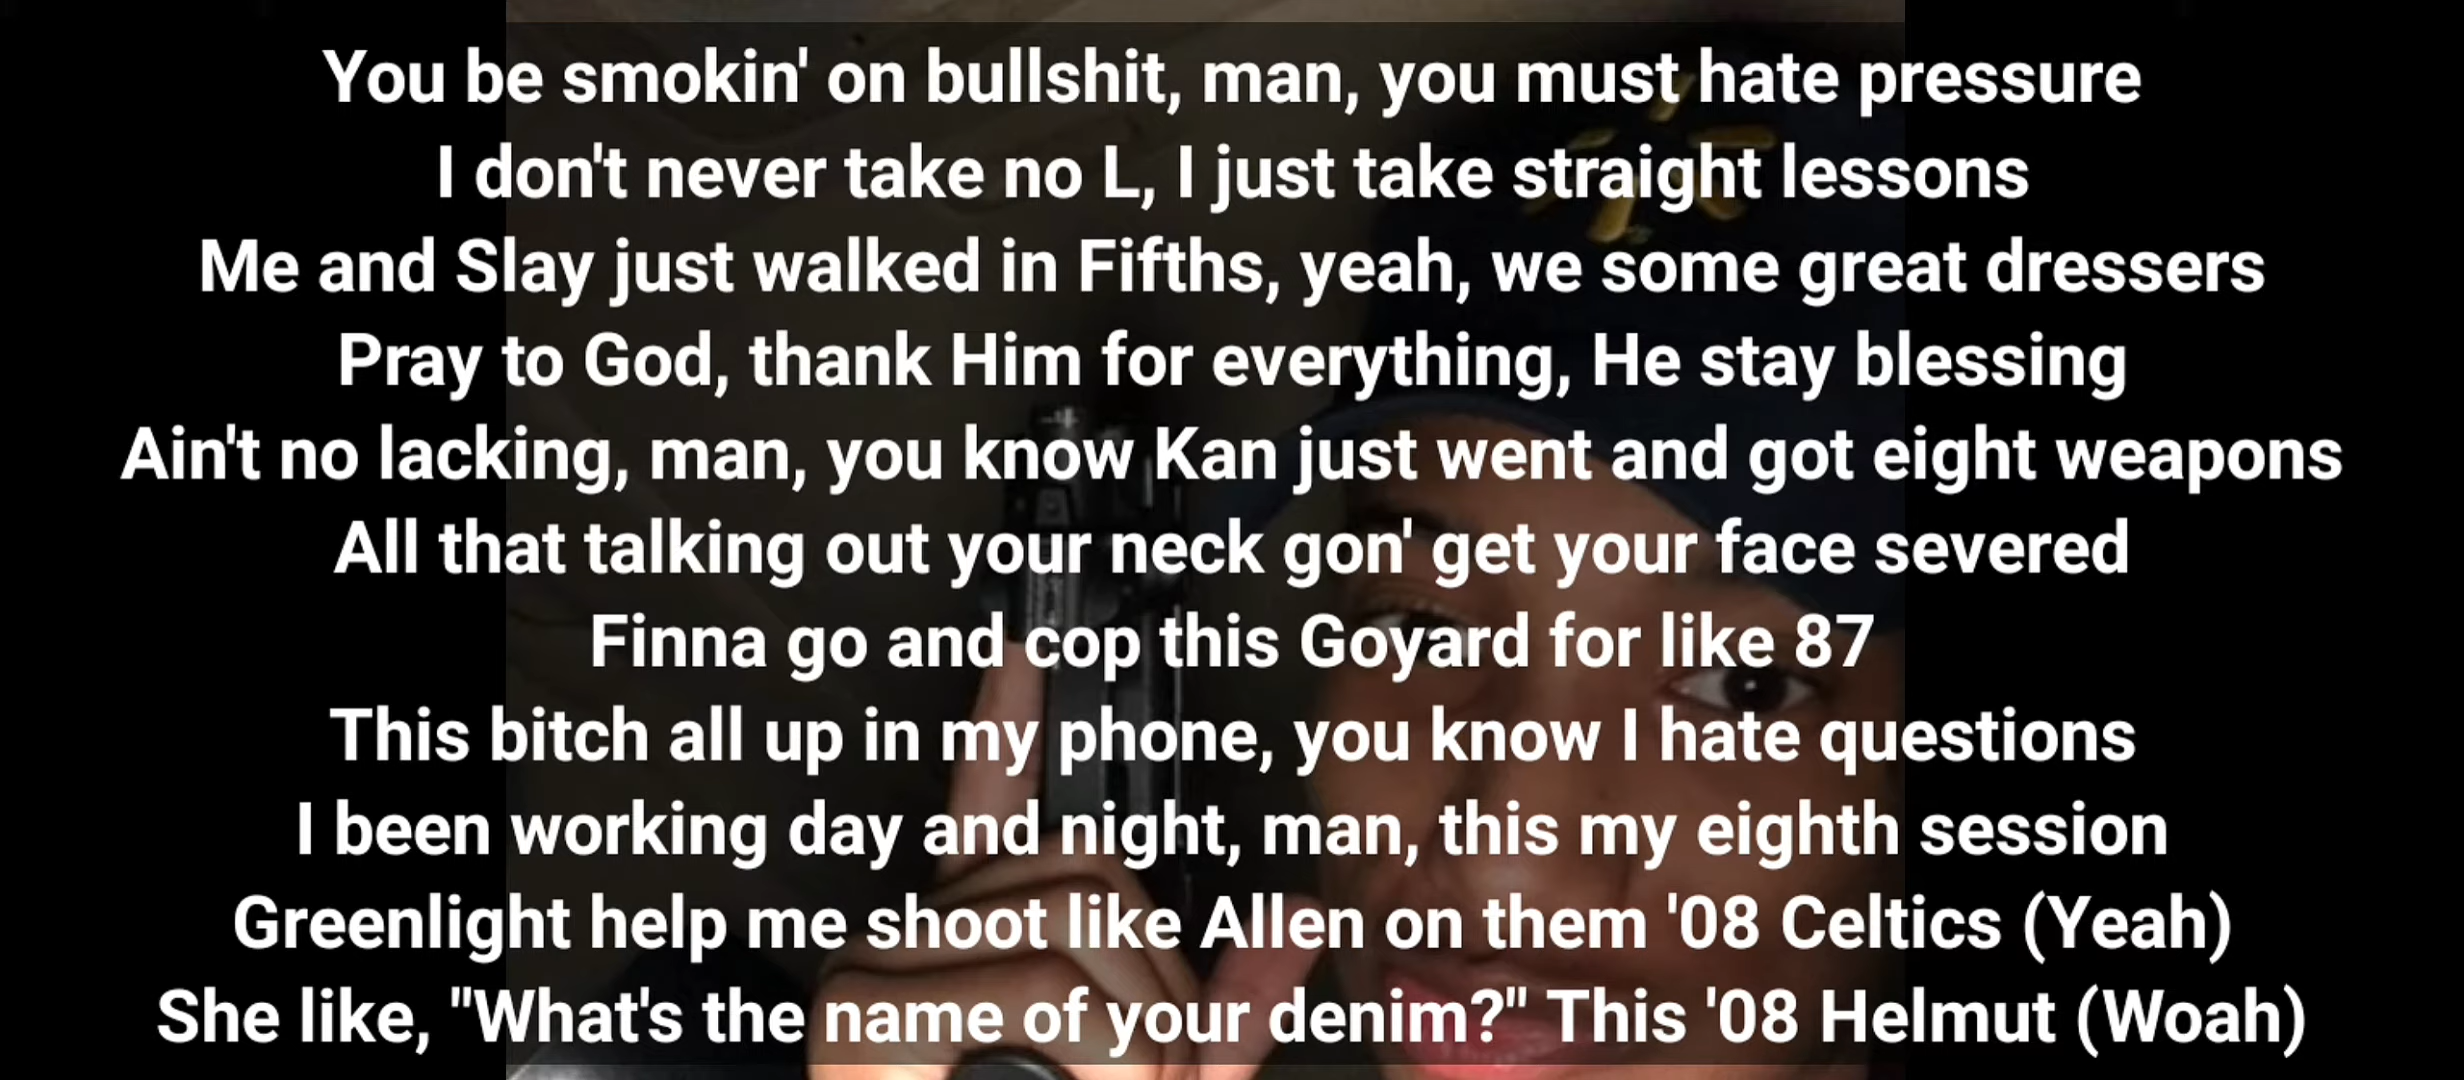 You be smokin' on bullshit, man, you must hate pressure
I don't never take no L, I just take straight lessons
Me and Slay just walked in Fifths, yeah, we some great dressers
Pray to God, thank Him for everything, He stay blessing
Ain't no lacking, man, you know Kan just went and got eight weapons
All that talking out your neck gon' get your face severed
Finna go and cop this Goyard for like 87
This bitch all up in my phone, you know I hate questions
I been working day and night, man, this my eighth session
Greenlight help me shoot like Allen on them '08 Celtics (Yeah)
She like, "What's the name of your denim?" This '08 Helmut (Woah)